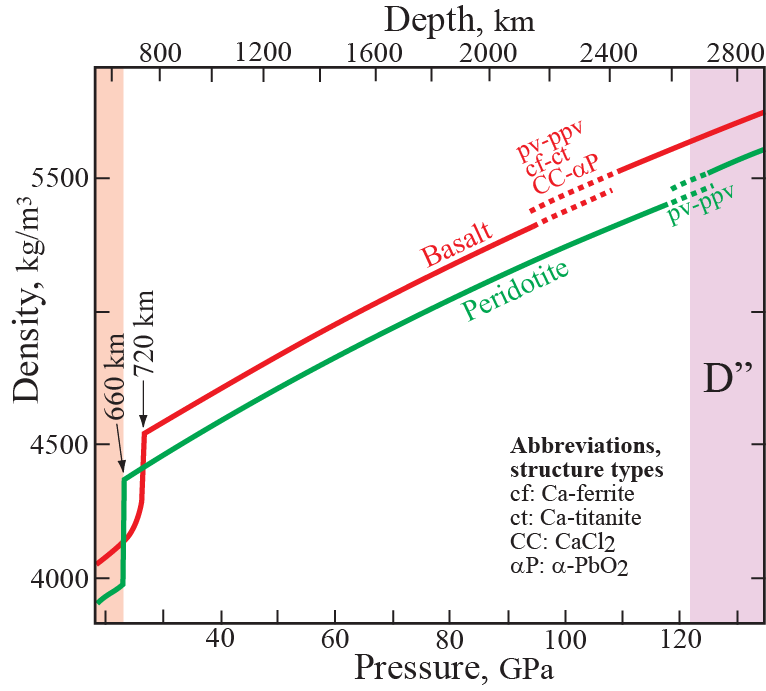 Depth, km
800 1200 1600 2000 2400 2800
pv-ppv
cf-ct
CC-αP
5500
pv-ppv
Basalt
Peridotite
Density, kg/m³
660 km
720 km
D”
4500
Abbreviations,
structure types
cf: Ca-ferrite
ct: Ca-titanite
CC: CaCl2
αP: α-PbO2
4000
40 60 80 100 120
Pressure, GPa